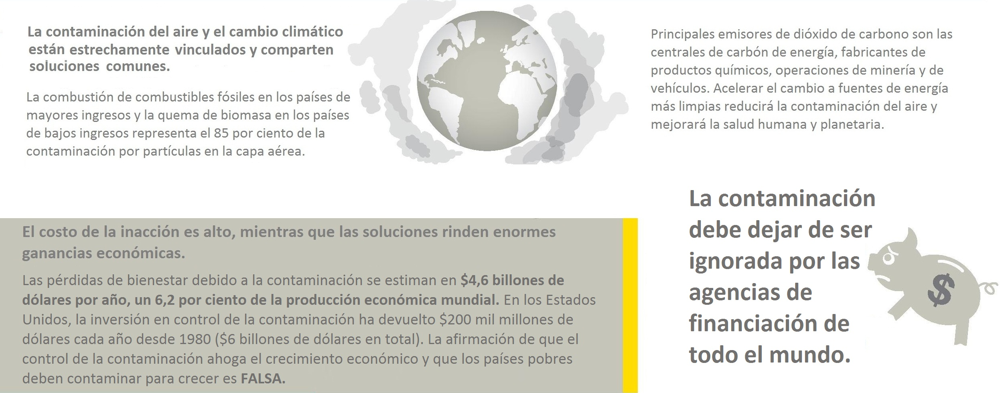 La contaminación del aire y el cambio climático
están estrechamente vinculados y comparten
soluciones comunes.
La combustión de combustibles fósiles en los países de
mayores ingresos y la quema de biomasa en los países
de bajos ingresos representa el 85 por ciento de la
contaminación por partículas en la capa aérea.
Principales emisores de dióxido de carbono son las
centrales de carbón de energía, fabricantes de
productos químicos, operaciones de minería y de
vehículos. Acelerar el cambio a fuentes de energía
más limpias reducirá la contaminación del aire y
mejorará la salud humana y planetaria.
El costo de la inacción es alto, mientras que las soluciones rinden enormes
ganancias económicas.
Las pérdidas de bienestar debido a la contaminación se estiman en $4,6 billones de
dólares por año, un 6,2 por ciento de la producción económica mundial. En los Estados
Unidos, la inversión en control de la contaminación ha devuelto $200 mil millones de
dólares cada año desde 1980 ($6 billones de dólares en total). La afirmación de que el
control de la contaminación ahoga el crecimiento económico y que los países pobres
deben contaminar para crecer es FALSA.
La contaminación
debe dejar de ser
ignorada por las
agencias de
financiación de
todo el mundo.
$